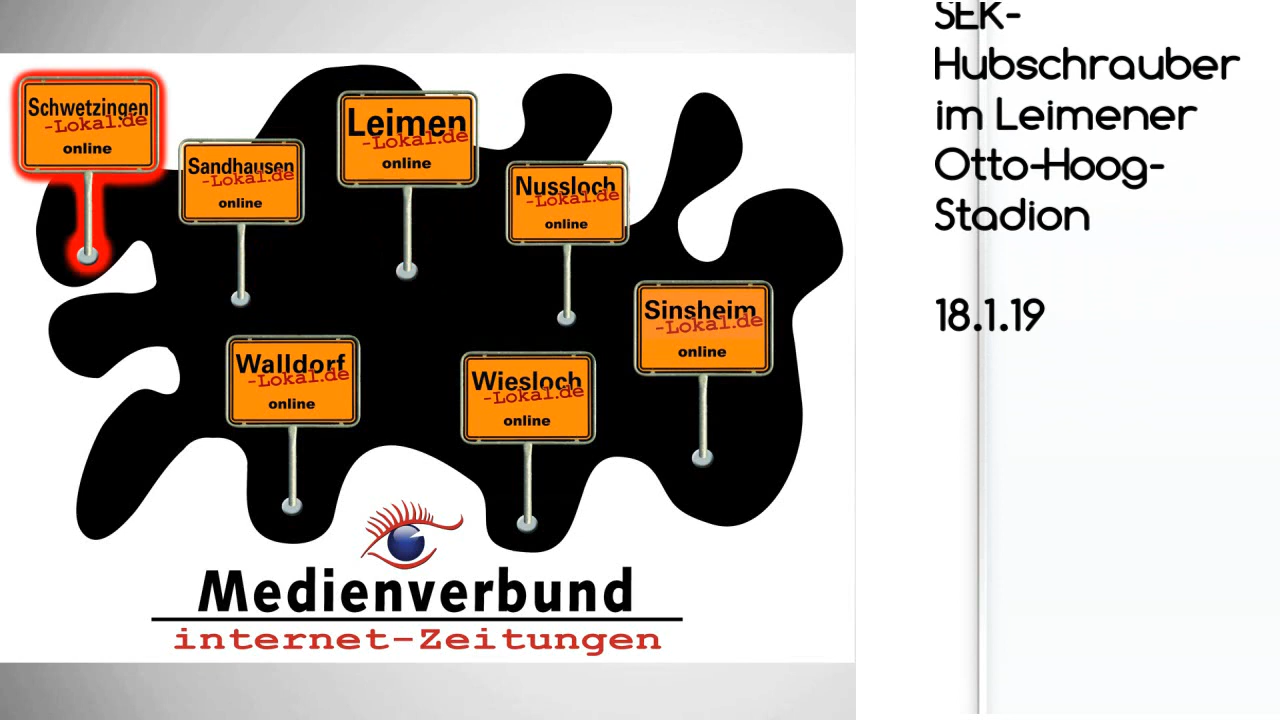 Schwetzingen
-Lokal.de
online
Sandhausen
-Lokal.de
online
Leimen
-Lokal.de
online
Nussloch
-Lokal.de
online
Sinsheim
-Lokal.de
online
Walldorf
-Lokal.de
online
Wiesloch
-Lokal.de
online
Medienverbund
internet-Zeitungen
SEK-
Hubschrauber
im Leimener
Otto-Hoog-
Stadion
18.1.19